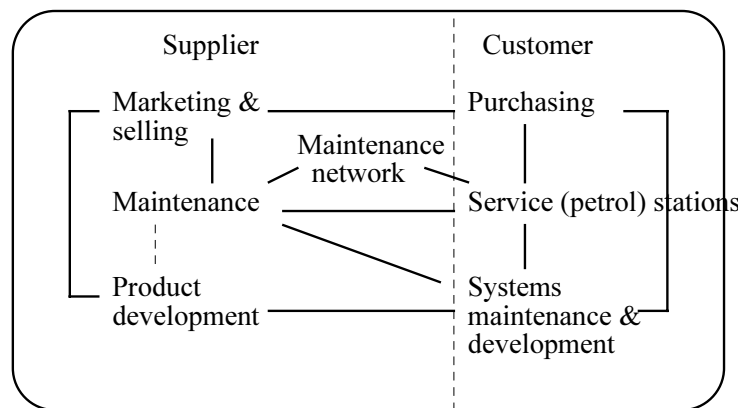 Supplier
Customer
Marketing &
selling
Purchasing
Maintenance
network
Maintenance
Service (petrol) stations
Product
development
Systems
maintenance &
development